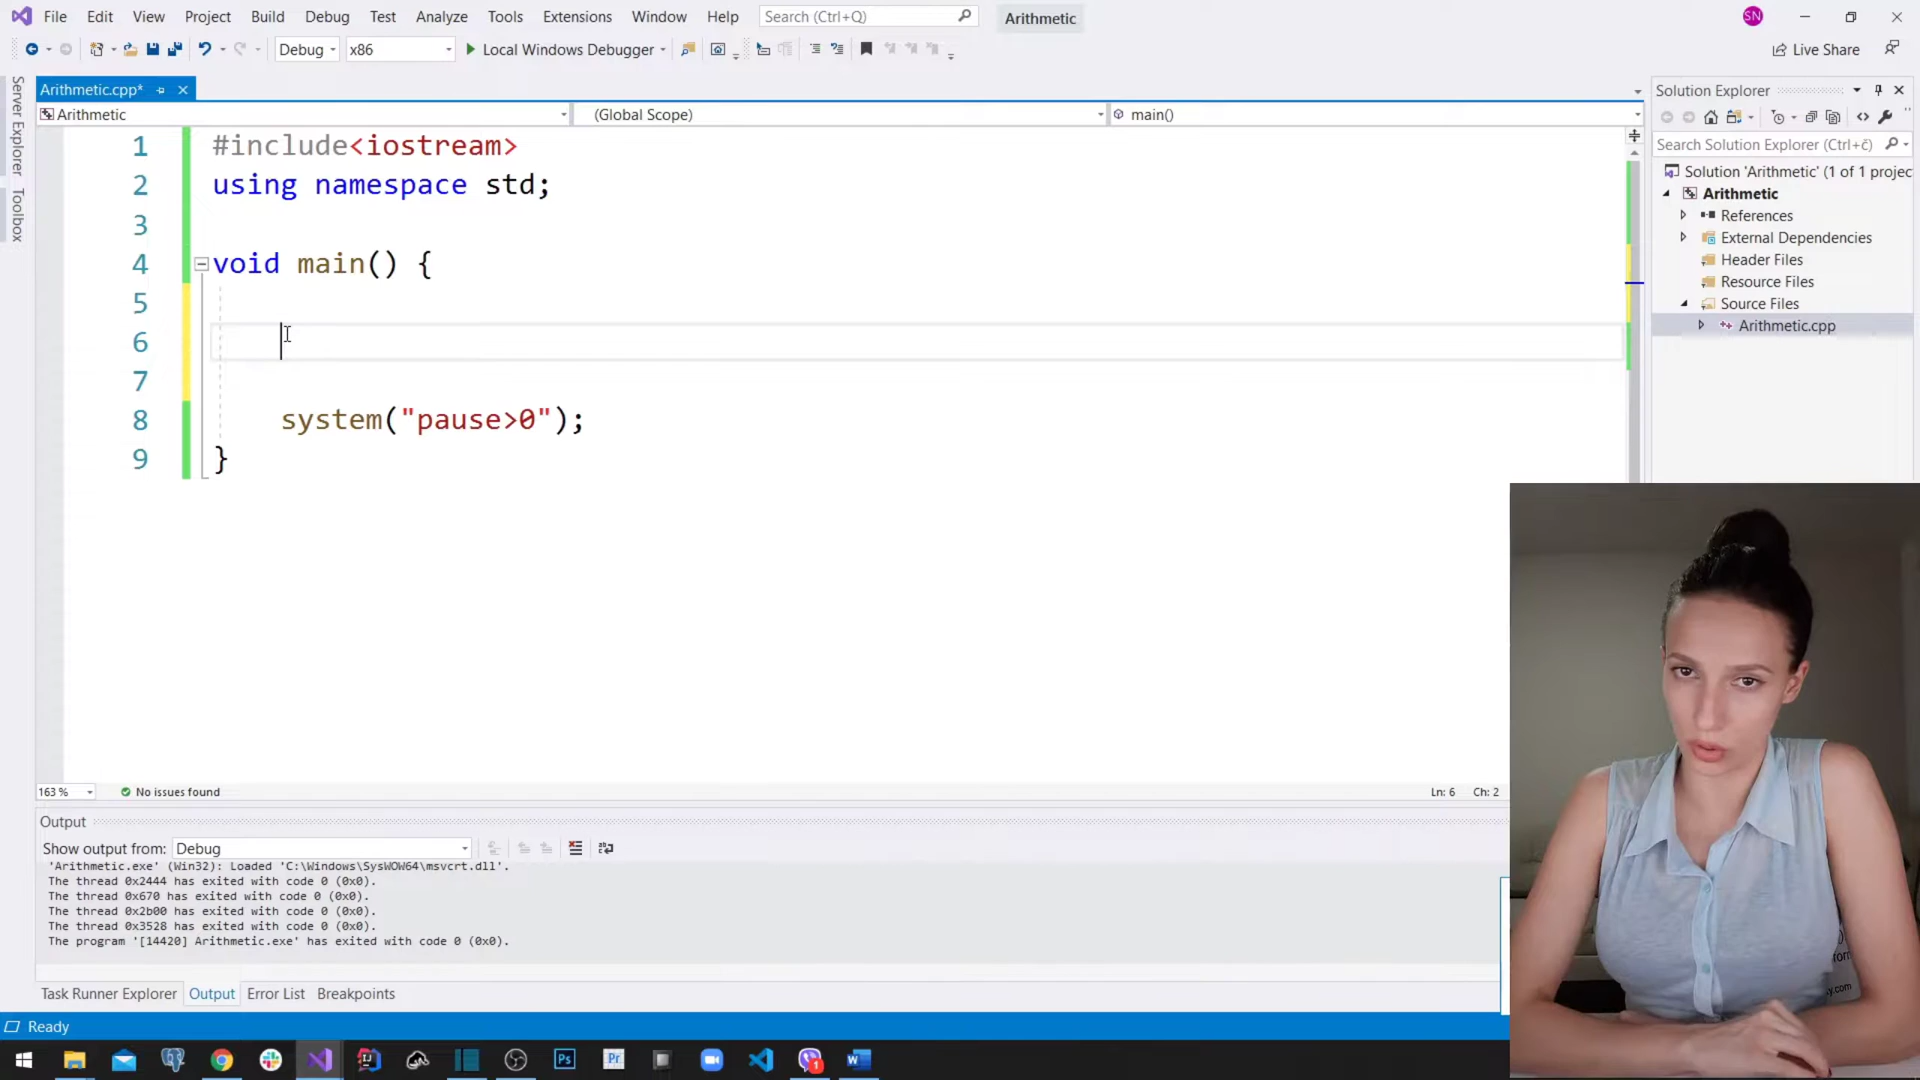 File Edit View Project Build Debug Test Analyze Tools Extensions Window Help Search (Ctrl+Q) Arithmetic SN
Debug x86 Local Windows Debugger Live Share
Server Explorer
Toolbox
Arithmetic.cpp*
Arithmetic (Global Scope) main()
1 #include<iostream>
2 using namespace std;
3
4 void main() {
5
6
7
8 system("pause>0");
9 }
163 % No issues found Ln: 6 Ch: 2
Solution Explorer
Search Solution Explorer (Ctrl+č)
Solution 'Arithmetic' (1 of 1 projec
Arithmetic
References
External Dependencies
Header Files
Resource Files
Source Files
Arithmetic.cpp
Output
Show output from: Debug
'Arithmetic.exe' (Win32): Loaded 'C:\Windows\SysWOW64\msvcrt.dll'.
The thread 0x2444 has exited with code 0 (0x0).
The thread 0x670 has exited with code 0 (0x0).
The thread 0x2b00 has exited with code 0 (0x0).
The thread 0x3528 has exited with code 0 (0x0).
The program '[14420] Arithmetic.exe' has exited with code 0 (0x0).
Task Runner Explorer Output Error List Breakpoints
Ready
Ps Pr 1 W